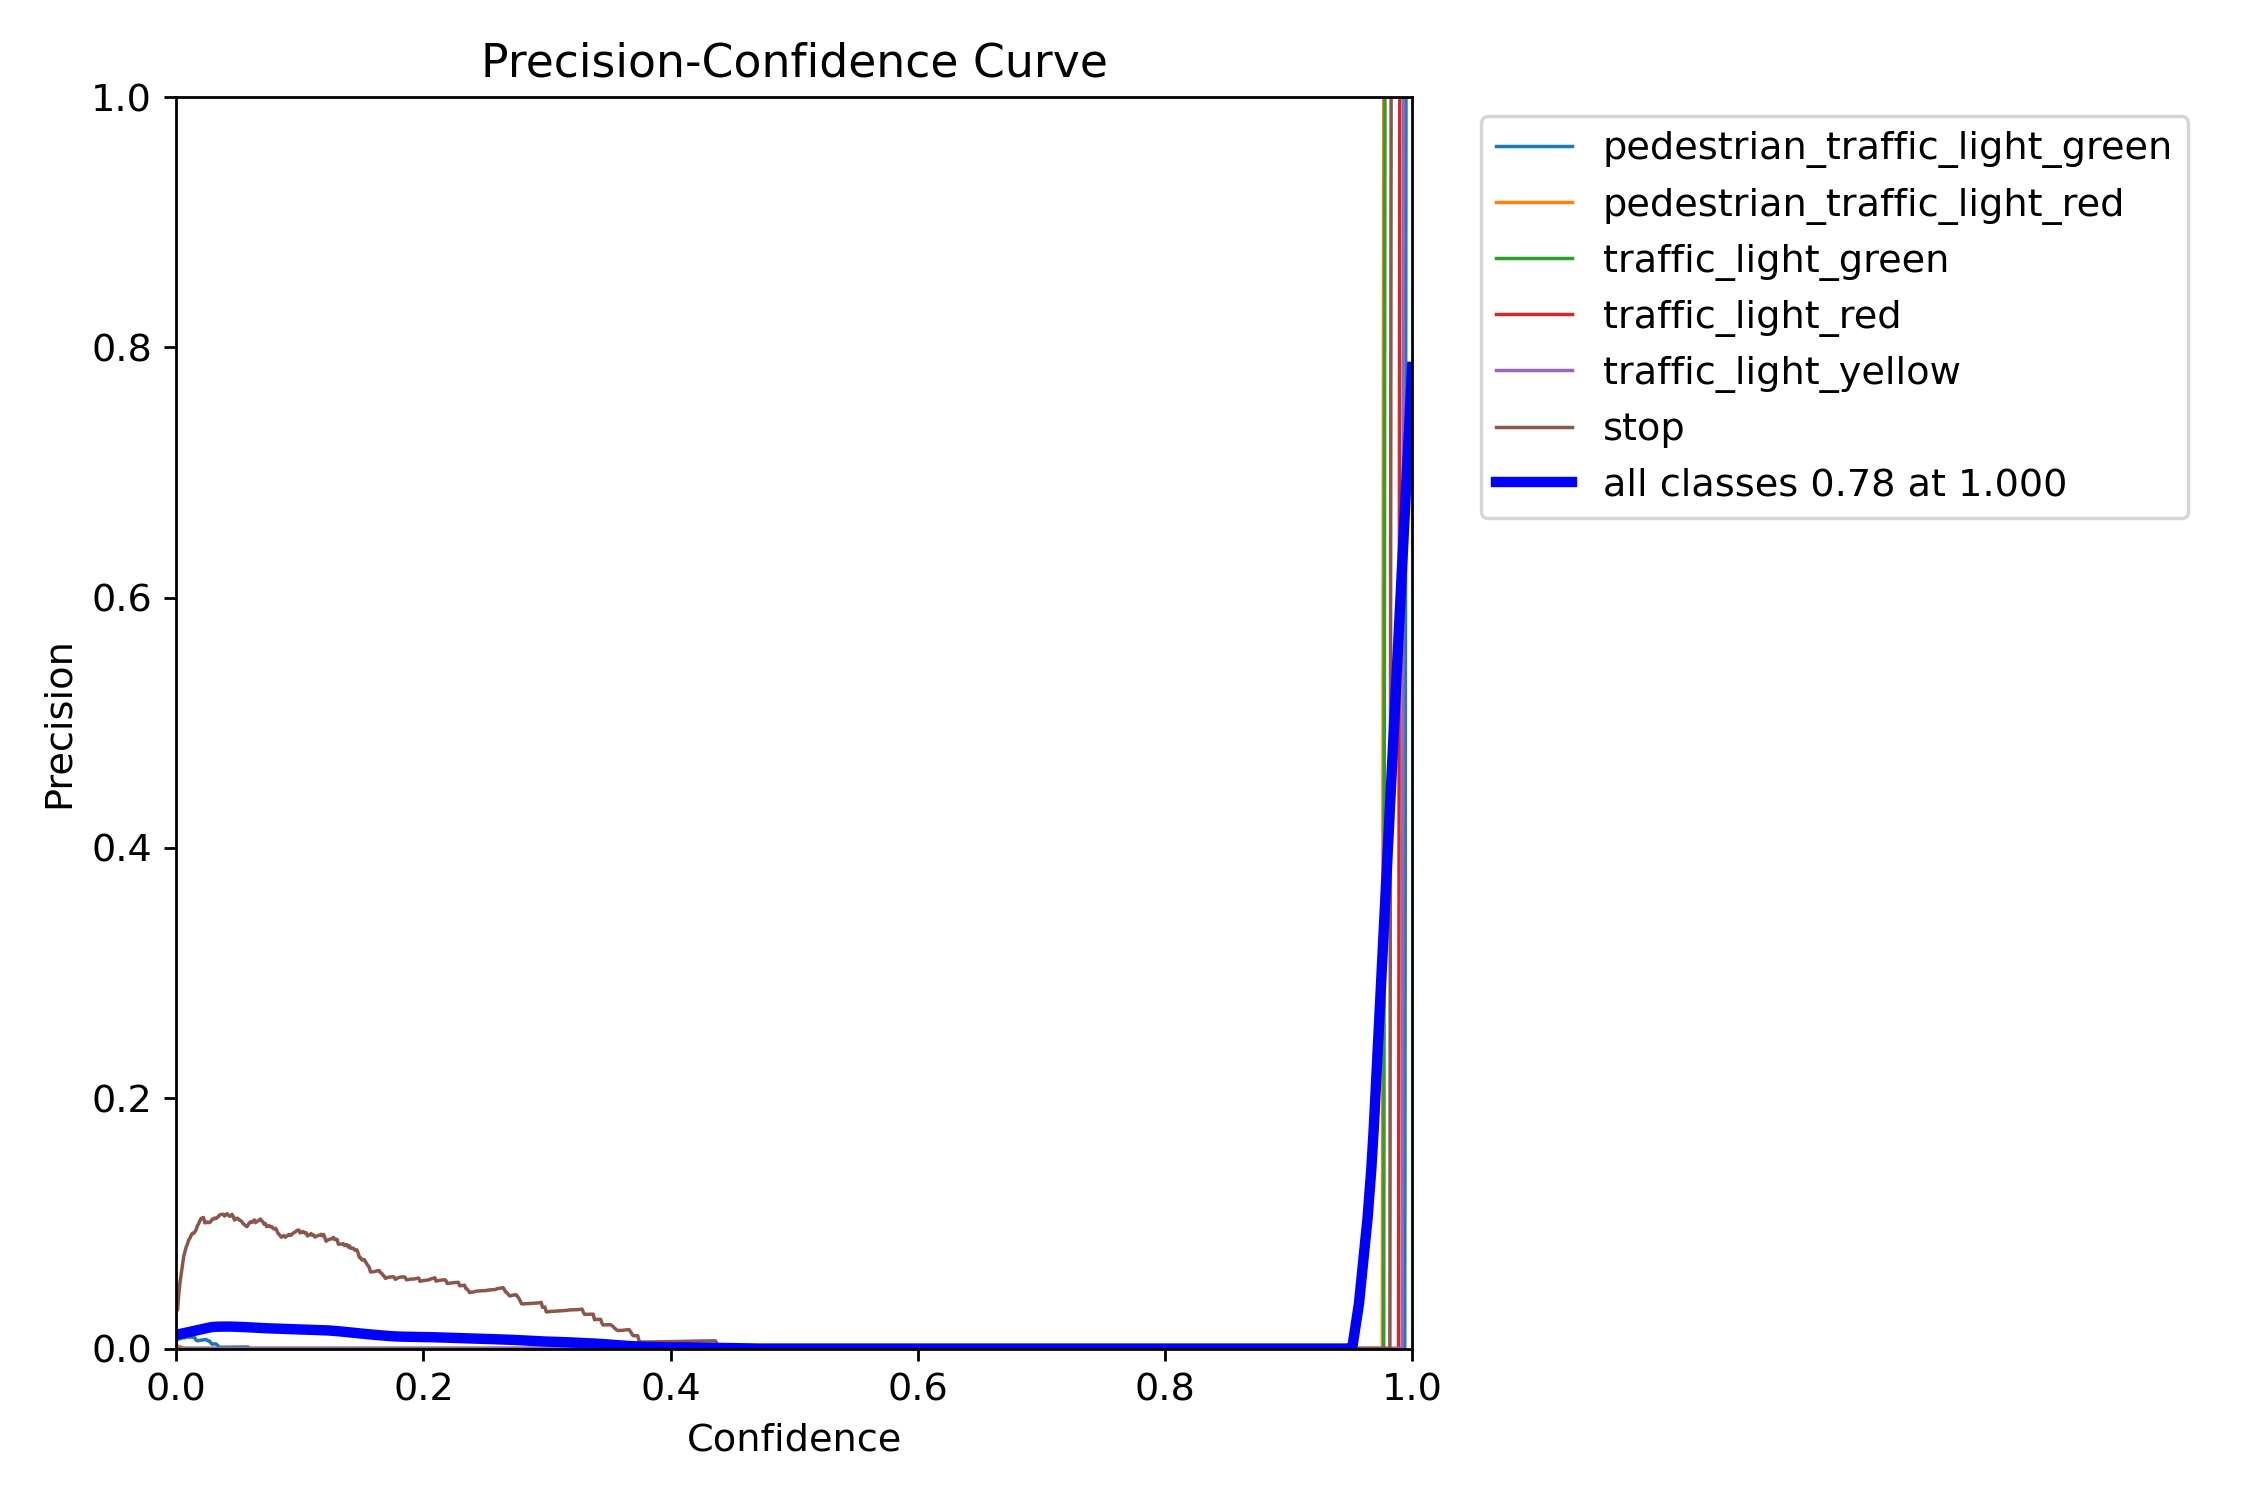 Precision-Confidence Curve
1.0
0.8
0.6
0.4
0.2
0.0
Precision
0.0 0.2 0.4 0.6 0.8 1.0
Confidence
pedestrian_traffic_light_green
pedestrian_traffic_light_red
traffic_light_green
traffic_light_red
traffic_light_yellow
stop
all classes 0.78 at 1.000